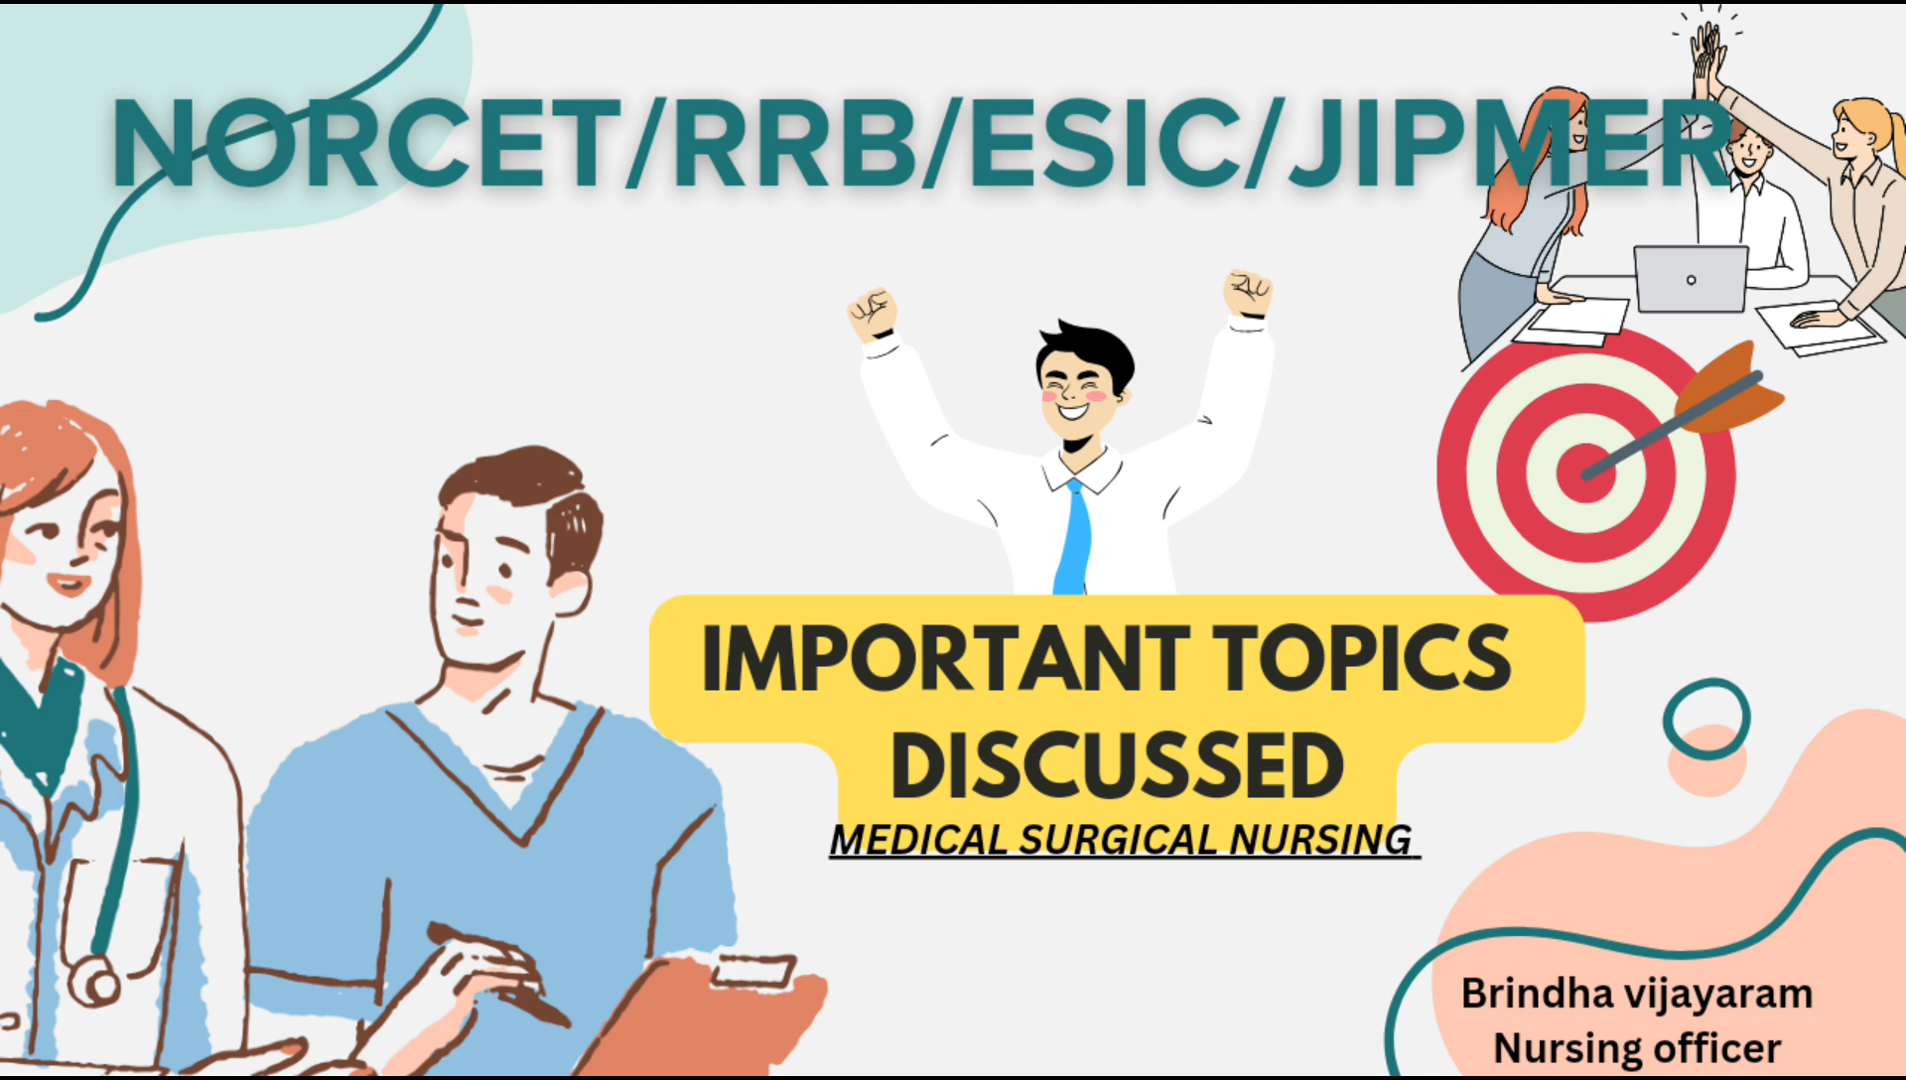 NORCET/RRB/ESIC/JIPMER
IMPORTANT TOPICS
DISCUSSED
MEDICAL SURGICAL NURSING
Brindha vijayaram
Nursing officer